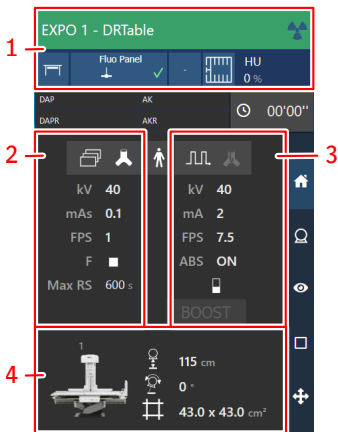 EXPO 1 - DRTable
1
Fluo Panel
-
HU
0 %
DAP
AK
00'00"
DAPR
AKR
2
3
kV 40
kV 40
mAs 0.1
mA 2
FPS 1
FPS 7.5
F
ABS ON
Max RS 600 s
BOOST
1
115 cm
4
0 °
43.0 x 43.0 cm²